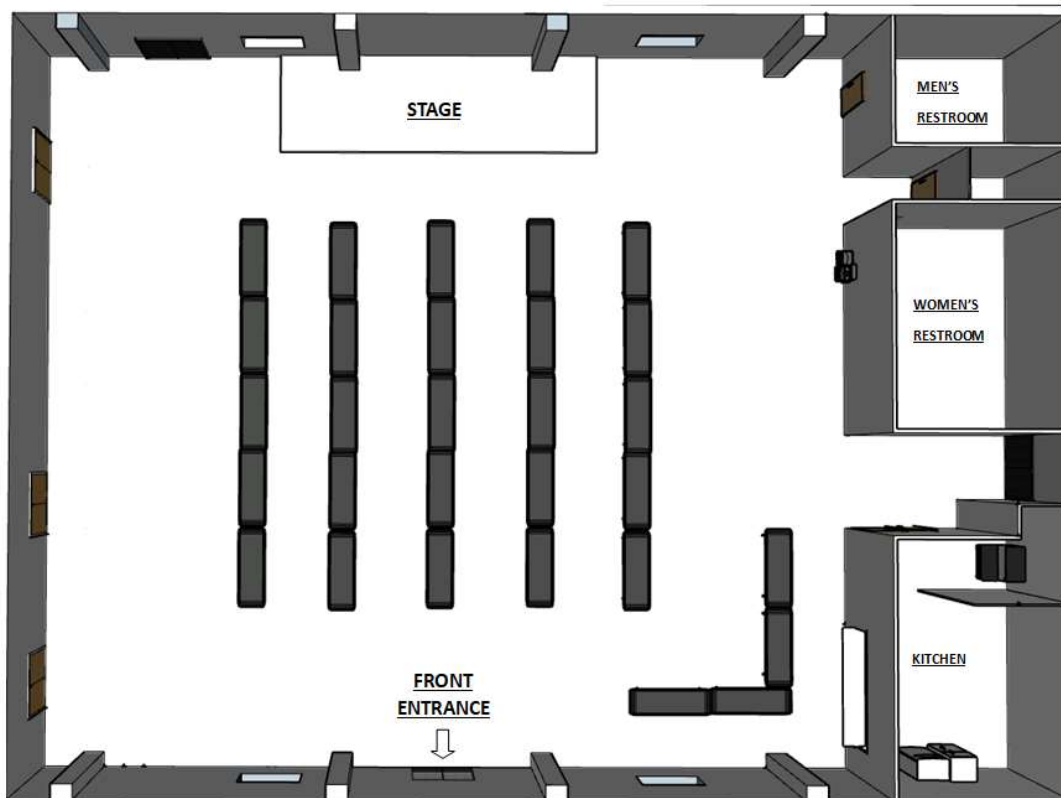 STAGE
MEN'S
RESTROOM
WOMEN'S
RESTROOM
KITCHEN
FRONT
ENTRANCE